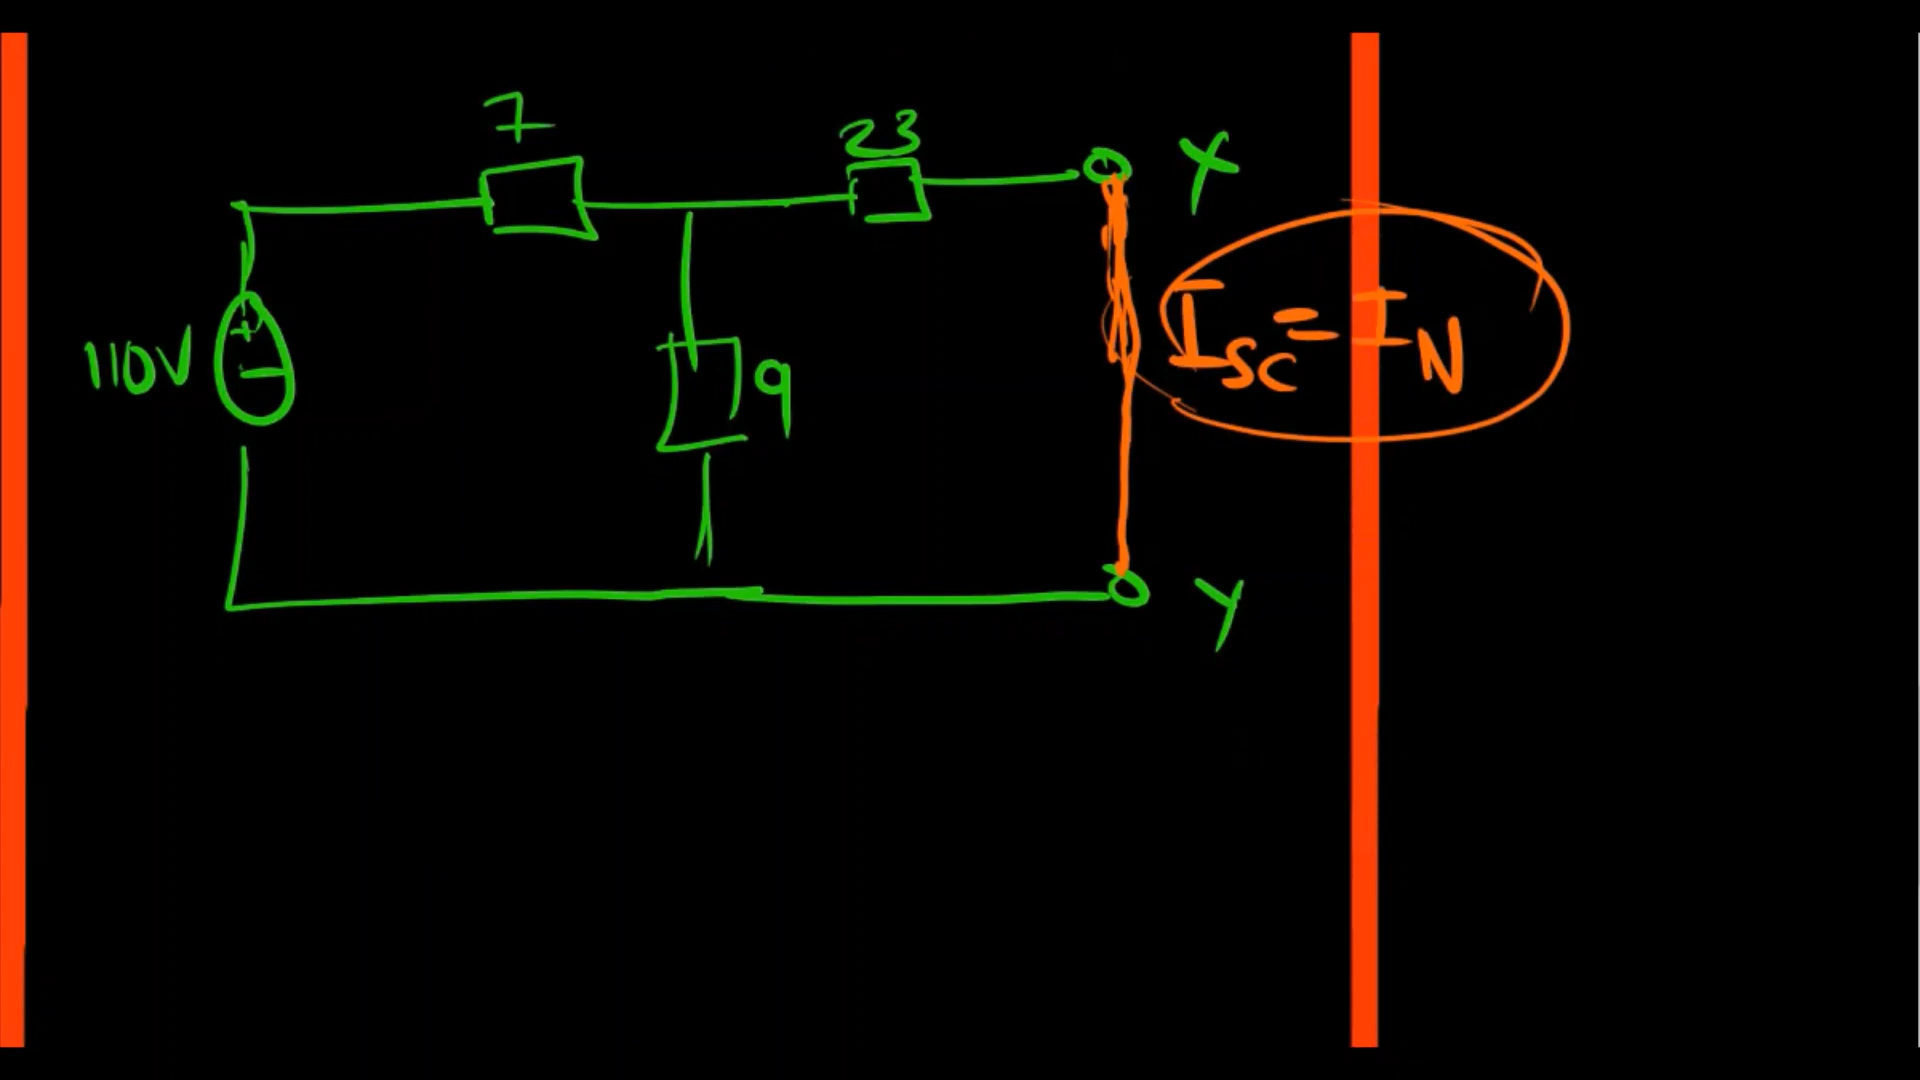 7
23
X
110V
+
-
9
Isc = IN
Y